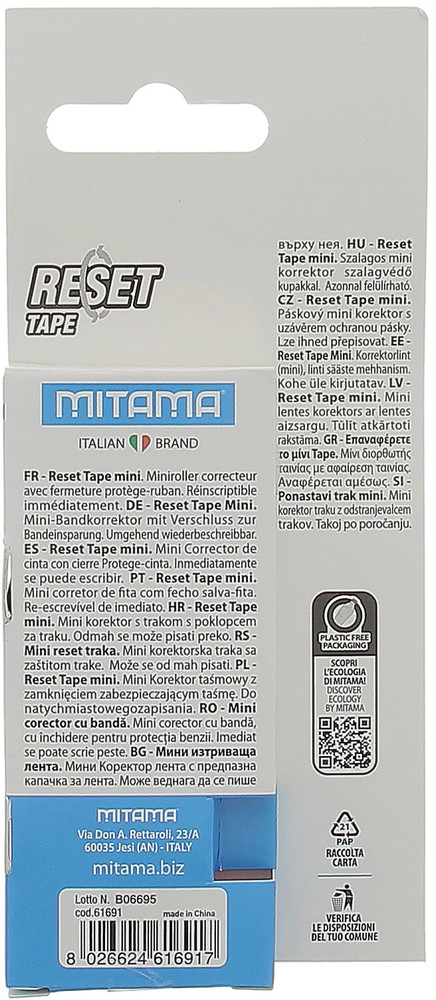 RESET
TAPE
MITAMA
ITALIAN BRAND
FR - Reset Tape mini. Miniroller correcteur
avec fermeture protège-ruban. Réinscriptible
immédiatement. DE - Reset Tape Mini.
Mini-Bandkorrektor mit Verschluss zur
Bandeinsparung. Umgehend wiederbeschreibbar.
ES - Reset Tape mini. Mini Corrector de
cinta con cierre Protege-cinta. Inmediatamente
se puede escribir. PT - Reset Tape mini.
Mini corretor de fita com fecho salva-fita.
Re-escrevível de imediato. HR - Reset Tape
mini. Mini korektor s trakom s poklopcem
za traku. Odmah se može pisati preko. RS -
Mini reset traka. Mini korektorska traka sa
zaštitom trake. Može se od mah pisati. PL -
Reset Tape mini. Mini Korektor taśmowy z
zamknięciem zabezpieczającym taśmę. Do
natychmiastowegozapisania. RO - Mini
corector cu bandă. Mini corector cu bandă,
cu închidere pentru protecția benzii. Imediat
se poate scrie peste. BG - Мини изтриваща
лента. Мини Коректор лента с предпазна
капачка за лента. Може веднага да се пише
върху нея. HU - Reset
Tape mini. Szalagos mini
korrektor szalagvédő
kupakkal. Azonnal felülírható.
CZ - Reset Tape mini.
Páskový mini korektor s
uzávěrem ochranou pásky.
Lze ihned přepisovat. EE -
Reset Tape Mini. Korrektorlint
(mini), linti sääste mehhanism.
Kohe üle kirjutatav. LV -
Reset Tape mini. Mini
lentes korektors ar lentes
aizsargu. Tūlīt atkārtoti
rakstāma. GR - Επαναφέρετε
το μίνι Tape. Μίνι διορθωτής
ταινίας με αφαίρεση ταινίας.
Αναφέρεται αμέσως. SI -
Ponastavi trak mini. Mini
korektor traku z odstranjevalcem
trakov. Takoj po poročanju.
PLASTIC FREE
PACKAGING
SCOPRI
L'ECOLOGIA
DI MITAMA!
DISCOVER
ECOLOGY
BY MITAMA
21
PAP
RACCOLTA
CARTA
VERIFICA
LE DISPOSIZIONI
DEL TUO COMUNE
MITAMA
Via Don A. Rettaroli, 23/A
60035 Jesi (AN) - ITALY
mitama.biz
Lotto N. B06695
cod.61691 made in China
8 026624 616917